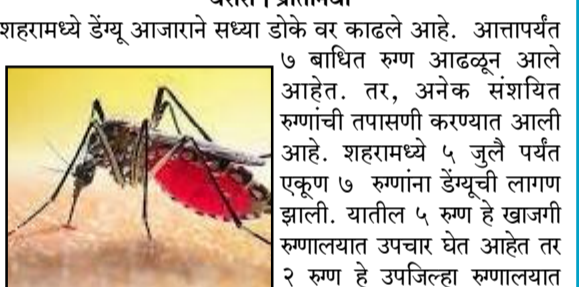 शहरामध्ये डेंग्यू आजाराने सध्या डोके वर काढले आहे. आत्तापर्यंत
७ बाधित रुग्ण आढळून आले
आहेत. तर, अनेक संशयित
रुग्णांची तपासणी करण्यात आली
आहे. शहरामध्ये ५ जुलै पर्यंत
एकूण ७ रुग्णांना डेंग्यूची लागण
झाली. यातील ५ रुग्ण हे खाजगी
रुग्णालयात उपचार घेत आहेत तर
२ रुग्ण हे उपजिल्हा रुग्णालयात